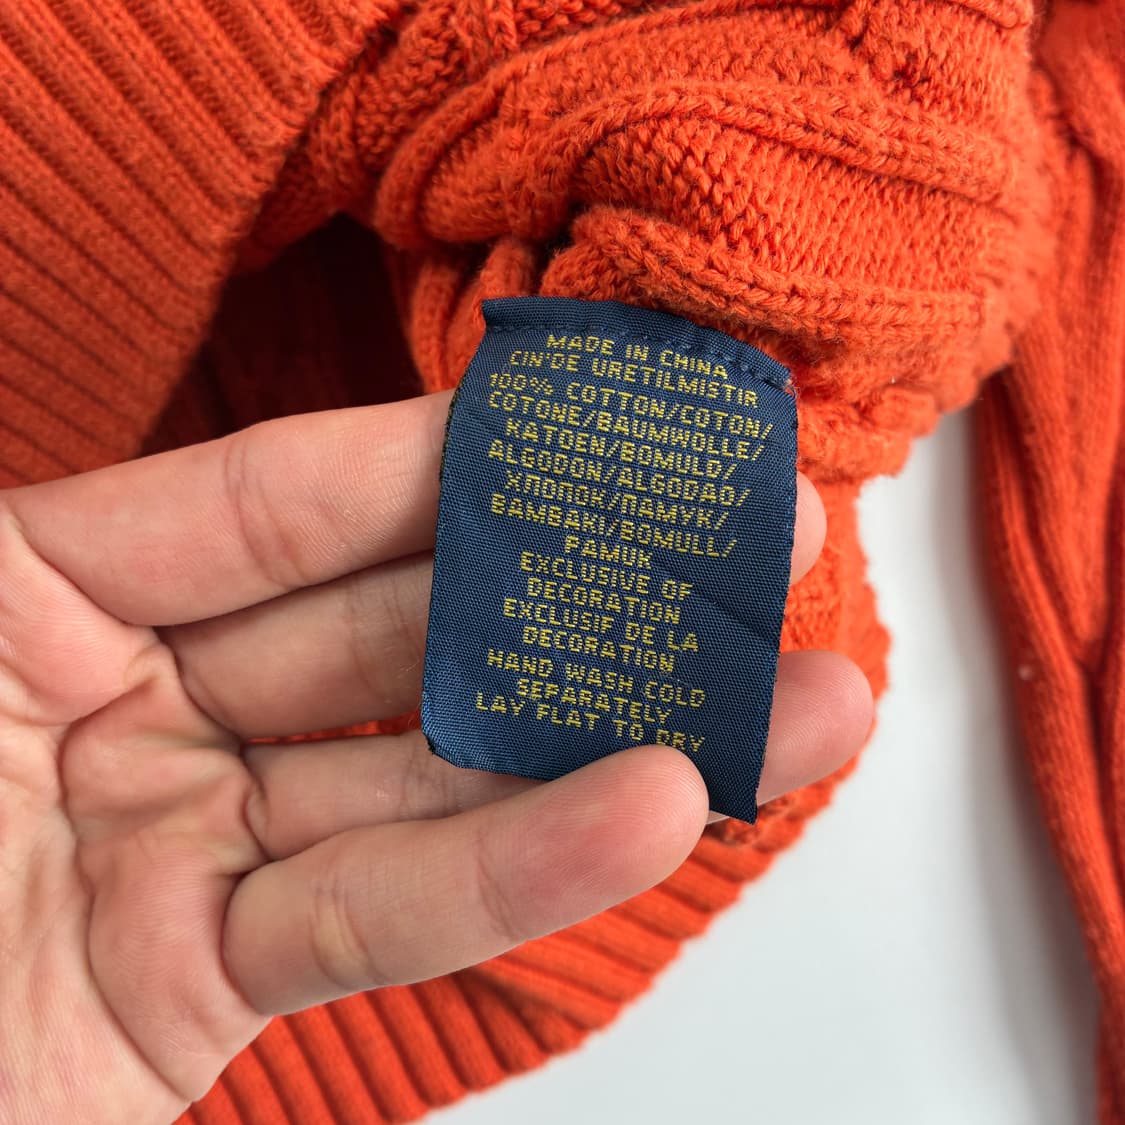 MADE IN CHINA
CIN'DE URETILMISTIR
100% COTTON/COTON/
COTONE/BAUMWOLLE/
KATOEN/BOMULD/
ALGODON/ALGODAO/
ХЛОПОК/ПАМУК/
BAMBAKI/BOMULL/
PAMUK
EXCLUSIVE OF
DECORATION
EXCLUSIF DE LA
DECORATION
HAND WASH COLD
SEPARATELY
LAY FLAT TO DRY